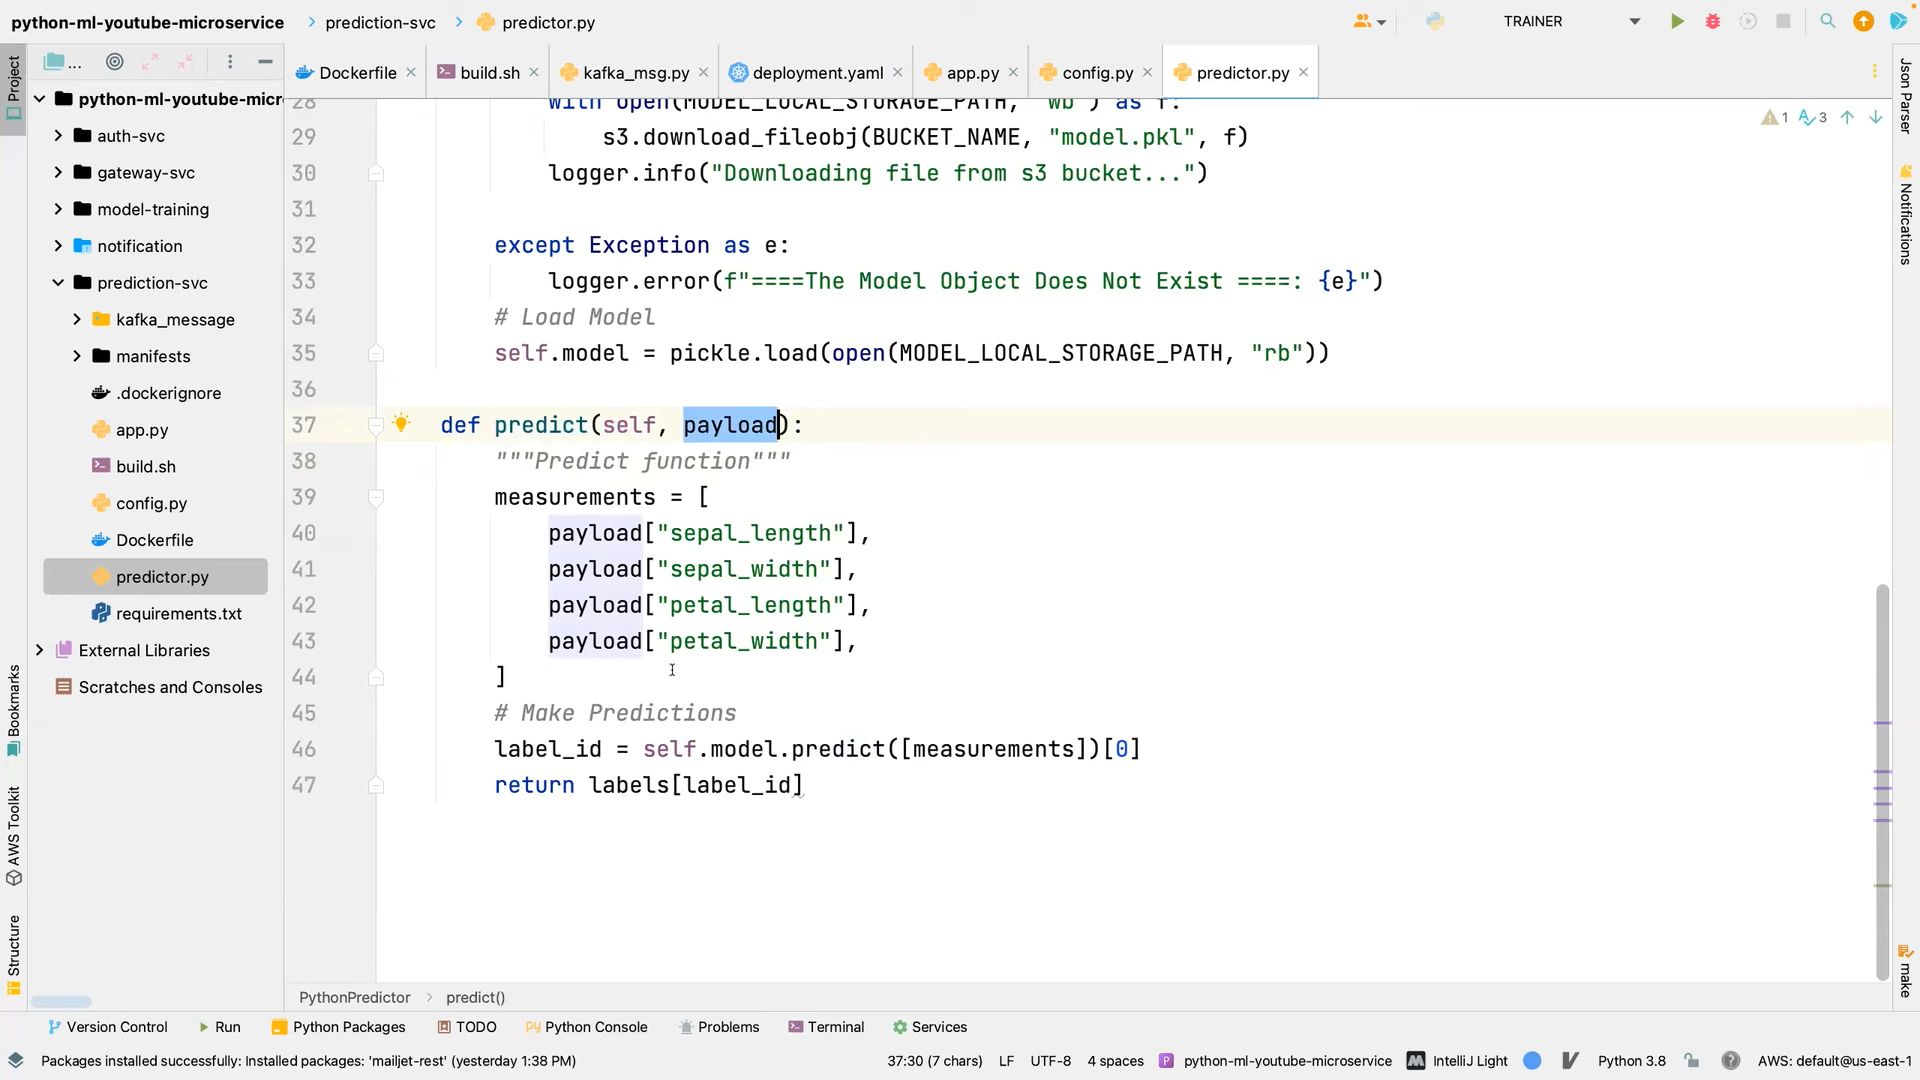 python-ml-youtube-microservice
prediction-svc
predictor.py
TRAINER
Project
...
Dockerfile
build.sh
kafka_msg.py
deployment.yaml
app.py
config.py
predictor.py
python-ml-youtube-micr
auth-svc
gateway-svc
model-training
notification
prediction-svc
kafka_message
manifests
.dockerignore
app.py
build.sh
config.py
Dockerfile
predictor.py
requirements.txt
External Libraries
Scratches and Consoles
28 with open(MODEL_LOCAL_STORAGE_PATH, "wb") as f:
29 s3.download_fileobj(BUCKET_NAME, "model.pkl", f)
30 logger.info("Downloading file from s3 bucket...")
31
32 except Exception as e:
33 logger.error(f"====The Model Object Does Not Exist ====: {e}")
34 # Load Model
35 self.model = pickle.load(open(MODEL_LOCAL_STORAGE_PATH, "rb"))
36
37 def predict(self, payload):
38 """Predict function"""
39 measurements = [
40 payload["sepal_length"],
41 payload["sepal_width"],
42 payload["petal_length"],
43 payload["petal_width"],
44 ]
45 # Make Predictions
46 label_id = self.model.predict([measurements])[0]
47 return labels[label_id]
1 3
Json Parser
Notifications
make
Bookmarks
AWS Toolkit
Structure
PythonPredictor
predict()
Version Control
Run
Python Packages
TODO
Python Console
Problems
Terminal
Services
Packages installed successfully: Installed packages: 'mailjet-rest' (yesterday 1:38 PM)
37:30 (7 chars)
LF
UTF-8
4 spaces
python-ml-youtube-microservice
IntelliJ Light
Python 3.8
AWS: default@us-east-1